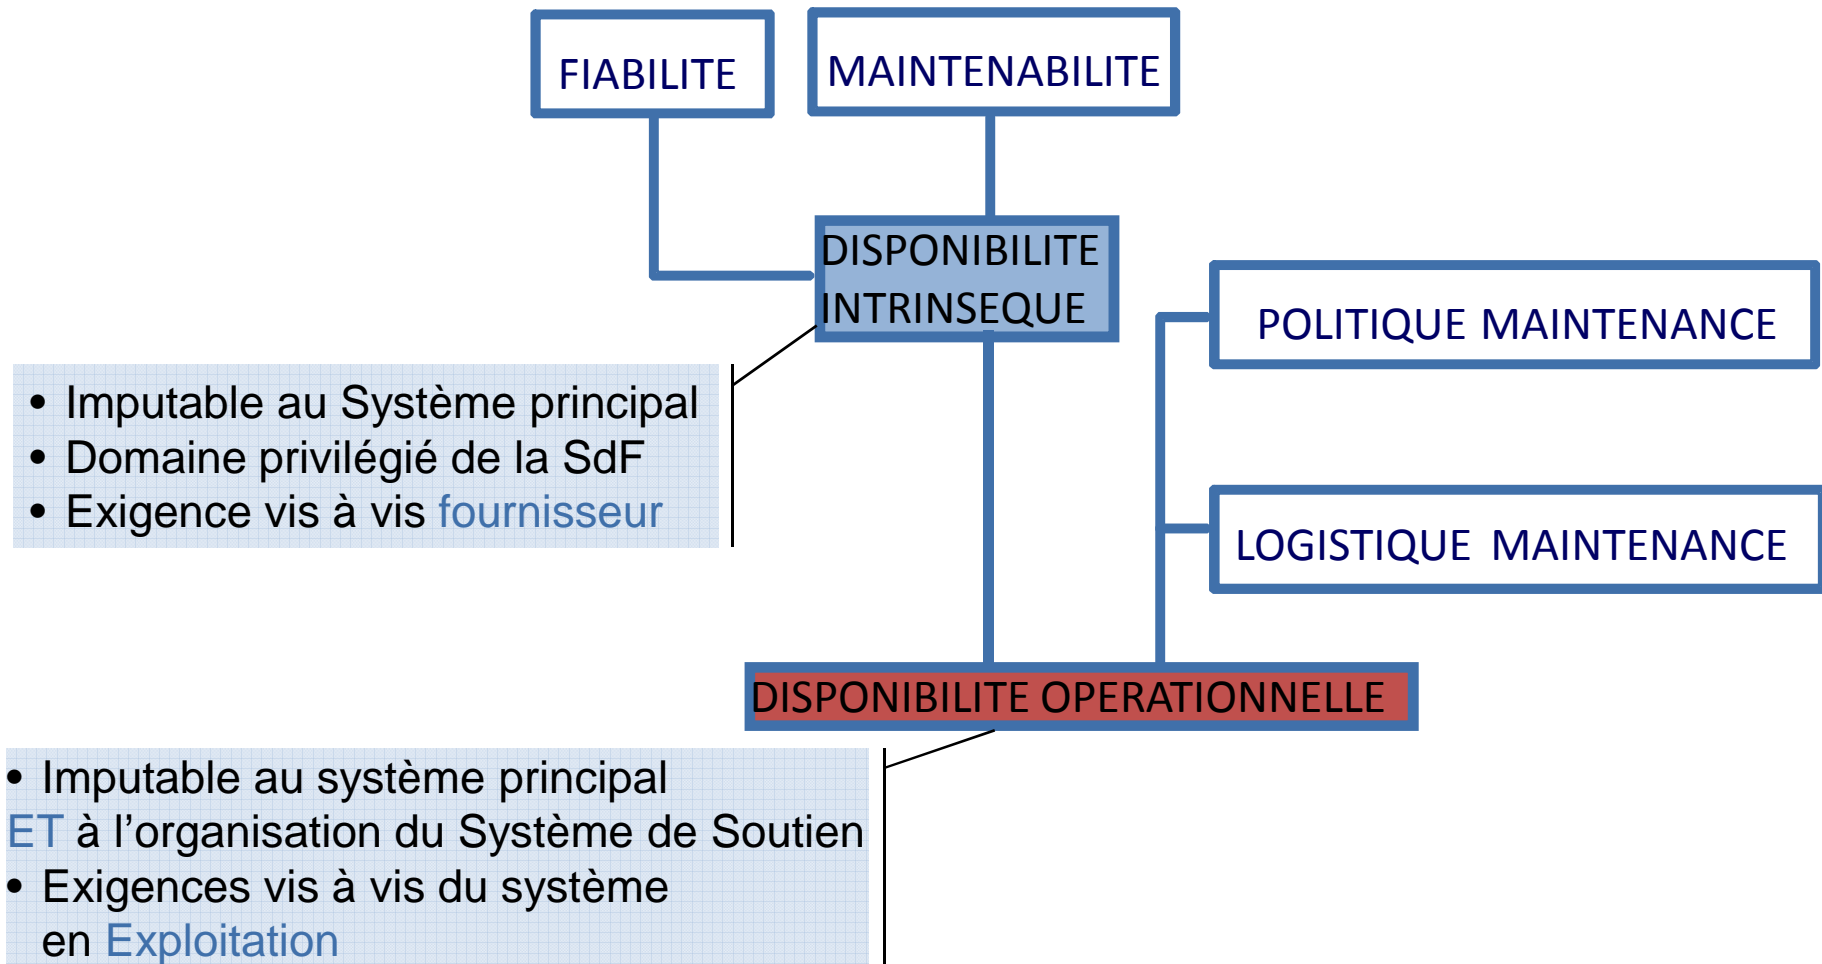 FIABILITE
MAINTENABILITE
DISPONIBILITE
INTRINSEQUE
POLITIQUE MAINTENANCE
• Imputable au Système principal
• Domaine privilégié de la SdF
• Exigence vis à vis fournisseur
LOGISTIQUE MAINTENANCE
DISPONIBILITE OPERATIONNELLE
• Imputable au système principal
ET à l’organisation du Système de Soutien
• Exigences vis à vis du système
en Exploitation